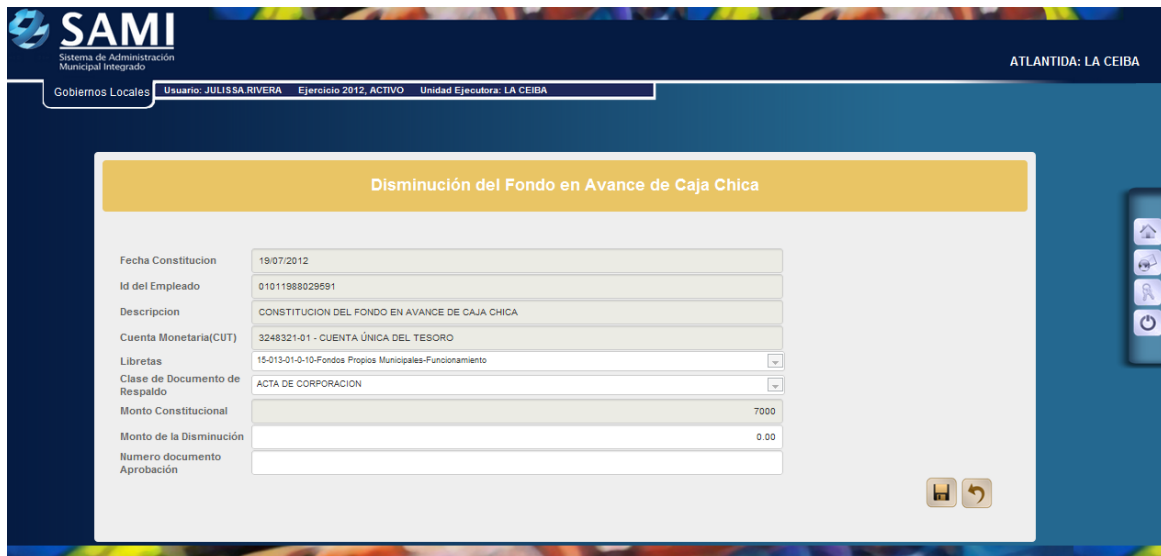 SAMI
Sistema de Administración
Municipal Integrado
ATLANTIDA: LA CEIBA
Gobiernos Locales
Usuario: JULISSA.RIVERA Ejercicio 2012, ACTIVO Unidad Ejecutora: LA CEIBA
Disminución del Fondo en Avance de Caja Chica
Fecha Constitucion 19/07/2012
Id del Empleado 01011988029591
Descripcion CONSTITUCION DEL FONDO EN AVANCE DE CAJA CHICA
Cuenta Monetaria(CUT) 3248321-01 - CUENTA ÚNICA DEL TESORO
Libretas 15-013-01-0-10-Fondos Propios Municipales-Funcionamiento
Clase de Documento de
Respaldo ACTA DE CORPORACION
Monto Constitucional 7000
Monto de la Disminución 0.00
Numero documento
Aprobación